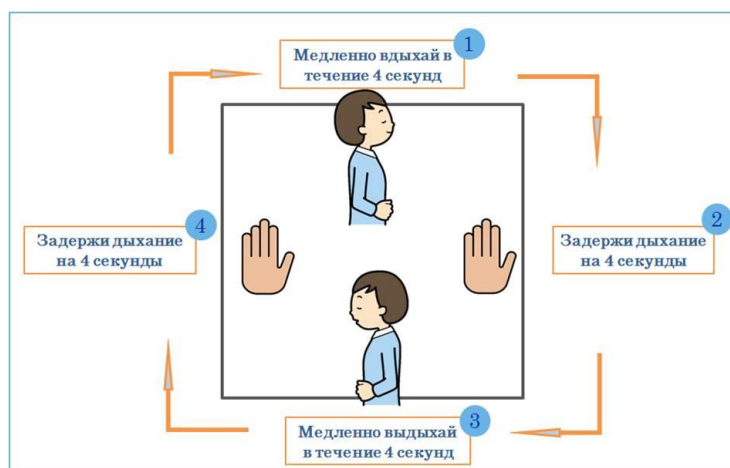 1
Медленно вдыхай в
течение 4 секунд
2
Задержи дыхание
на 4 секунды
3
Медленно выдыхай
в течение 4 секунд
4
Задержи дыхание
на 4 секунды